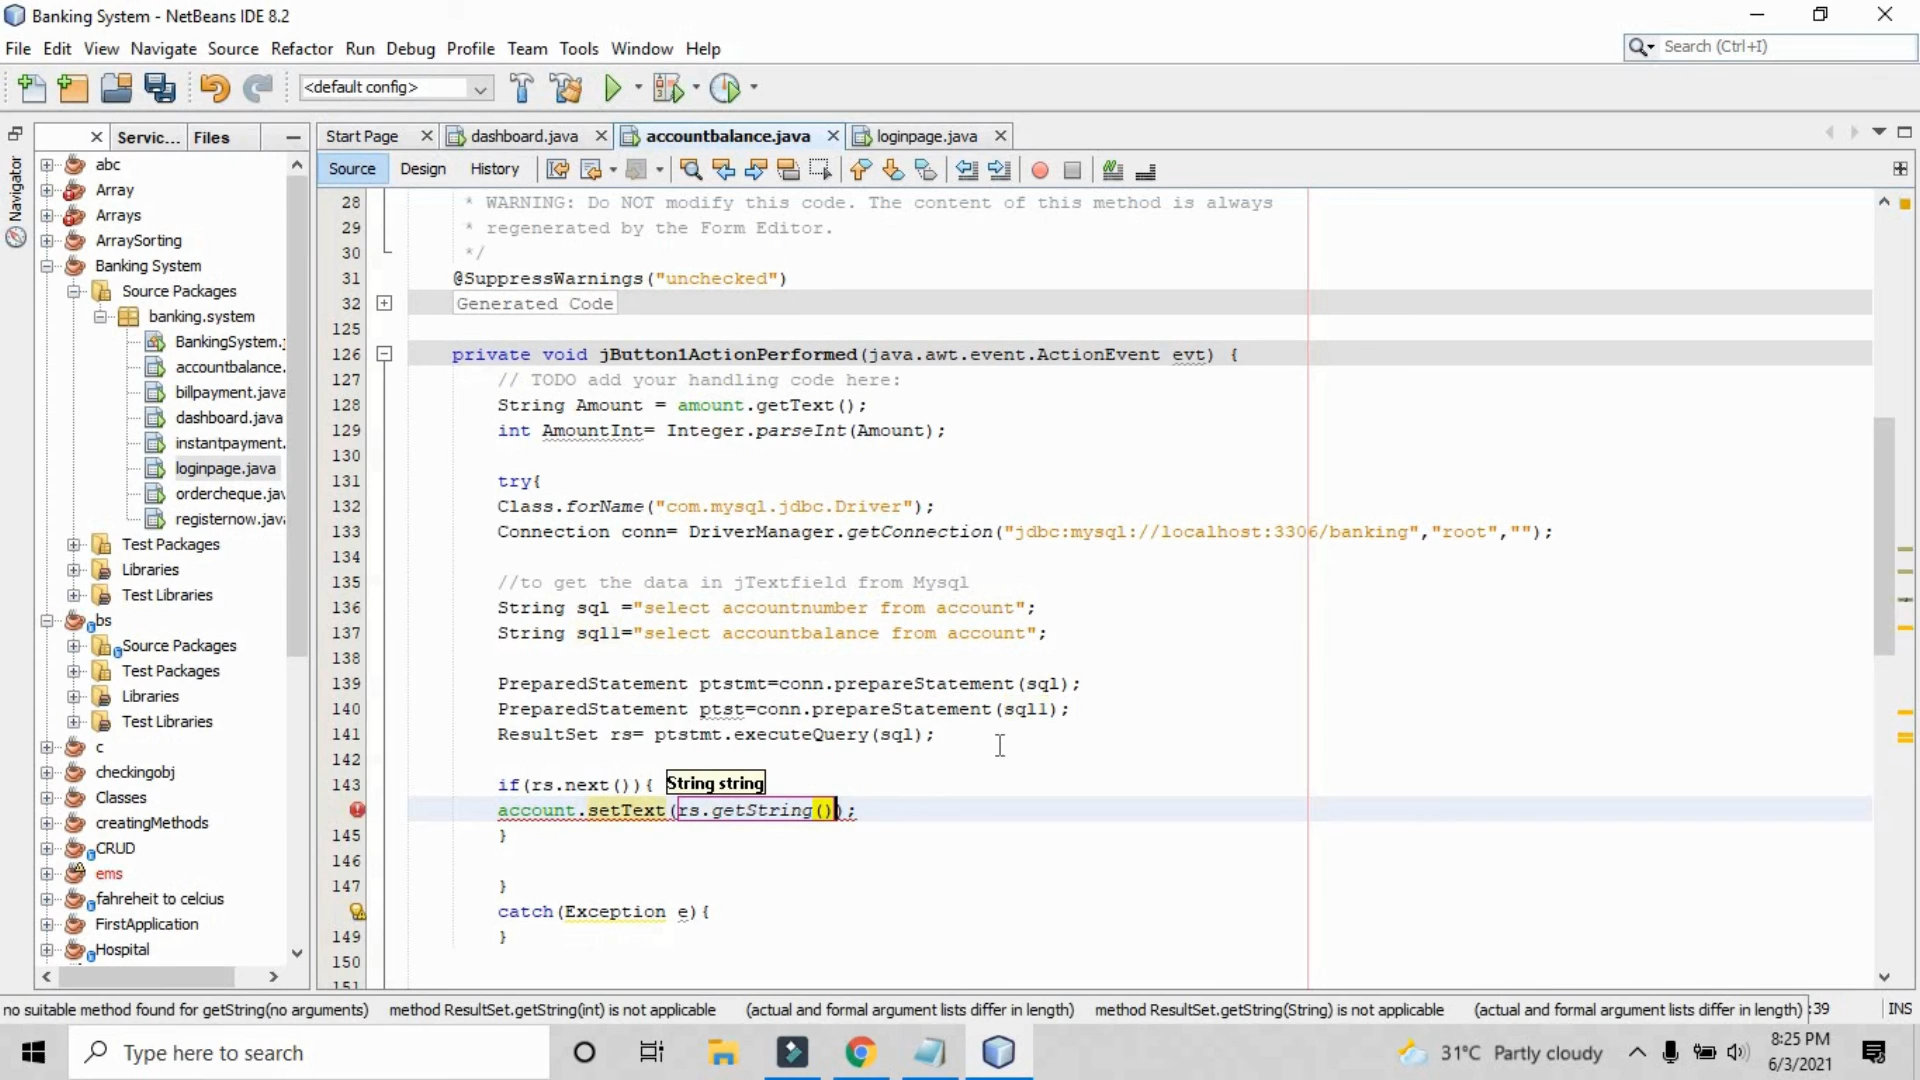 Banking System - NetBeans IDE 8.2
File Edit View Navigate Source Refactor Run Debug Profile Team Tools Window Help
Search (Ctrl+I)
<default config>
Servic... Files
Start Page dashboard.java accountbalance.java loginpage.java
Source Design History
Navigator
abc
Array
Arrays
ArraySorting
Banking System
Source Packages
banking.system
BankingSystem.j
accountbalance.
billpayment.java
dashboard.java
instantpayment.
loginpage.java
ordercheque.jav
registernow.java
Test Packages
Libraries
Test Libraries
bs
Source Packages
Test Packages
Libraries
Test Libraries
c
checkingobj
Classes
creatingMethods
CRUD
ems
fahreheit to celcius
FirstApplication
Hospital
28 * WARNING: Do NOT modify this code. The content of this method is always
29 * regenerated by the Form Editor.
30 */
31 @SuppressWarnings("unchecked")
32 Generated Code
125
126 private void jButton1ActionPerformed(java.awt.event.ActionEvent evt) {
127 // TODO add your handling code here:
128 String Amount = amount.getText();
129 int AmountInt= Integer.parseInt(Amount);
130
131 try{
132 Class.forName("com.mysql.jdbc.Driver");
133 Connection conn= DriverManager.getConnection("jdbc:mysql://localhost:3306/banking","root","");
134
135 //to get the data in jTextfield from Mysql
136 String sql ="select accountnumber from account";
137 String sql1="select accountbalance from account";
138
139 PreparedStatement ptstmt=conn.prepareStatement(sql);
140 PreparedStatement ptst=conn.prepareStatement(sql1);
141 ResultSet rs= ptstmt.executeQuery(sql);
142
143 if(rs.next()){ String string
account.setText(rs.getString());
145 }
146
147 }
catch(Exception e){
149 }
150
151
no suitable method found for getString(no arguments) method ResultSet.getString(int) is not applicable (actual and formal argument lists differ in length) method ResultSet.getString(String) is not applicable (actual and formal argument lists differ in length) :39 INS
Type here to search
31°C Partly cloudy
8:25 PM
6/3/2021